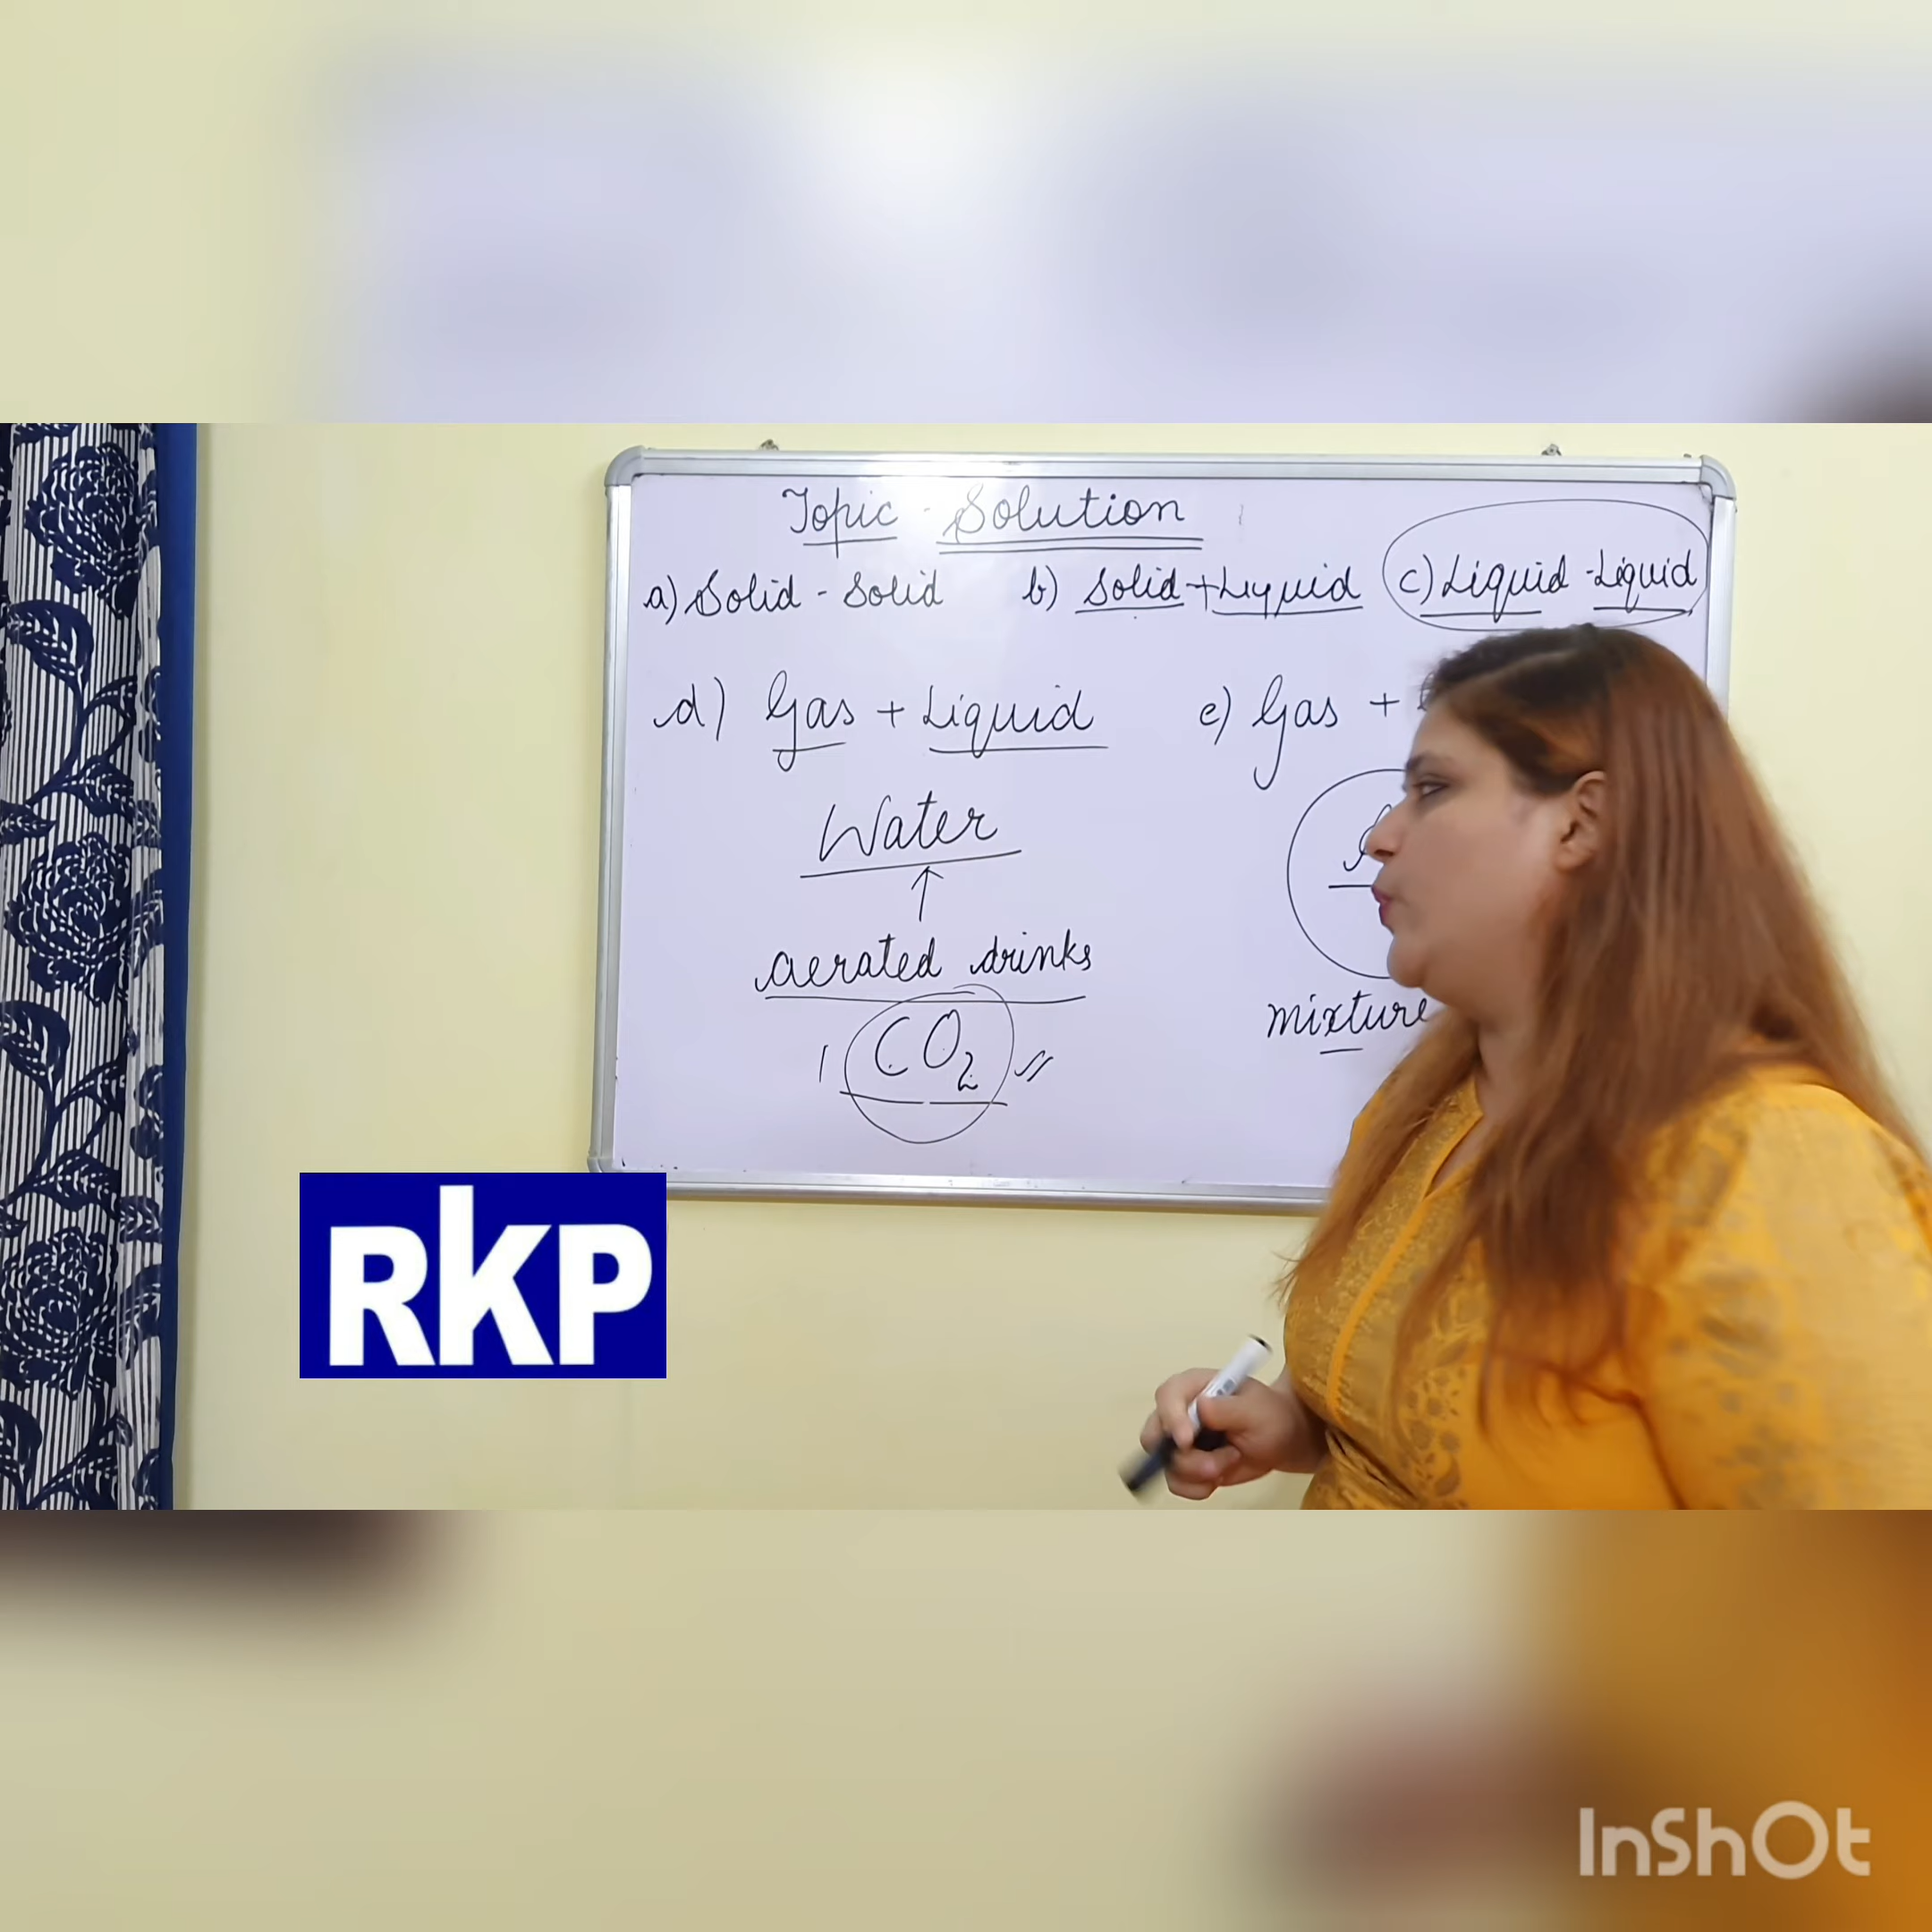 Topic - Solution
a) Solid - Solid b) Solid + Liquid c) Liquid - Liquid
d) Gas + Liquid e) Gas +
Water
aerated drinks
CO2
mixture
RKP
InShOt